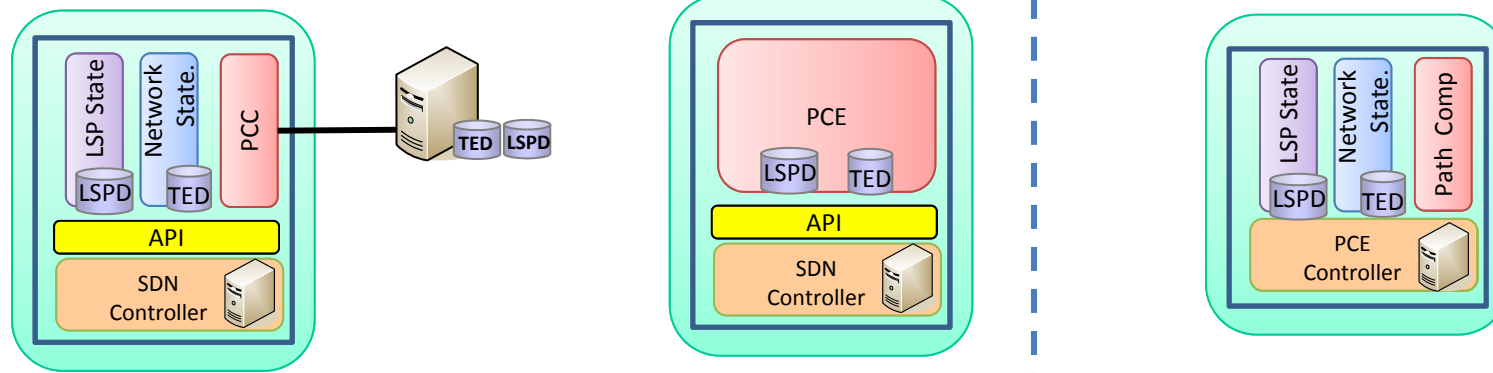 LSP State
Network
State.
PCC
LSPD
TED
API
SDN
Controller
TED
LSPD
PCE
LSPD
TED
API
SDN
Controller
LSP State
Network
State.
Path Comp
LSPD
TED
PCE
Controller